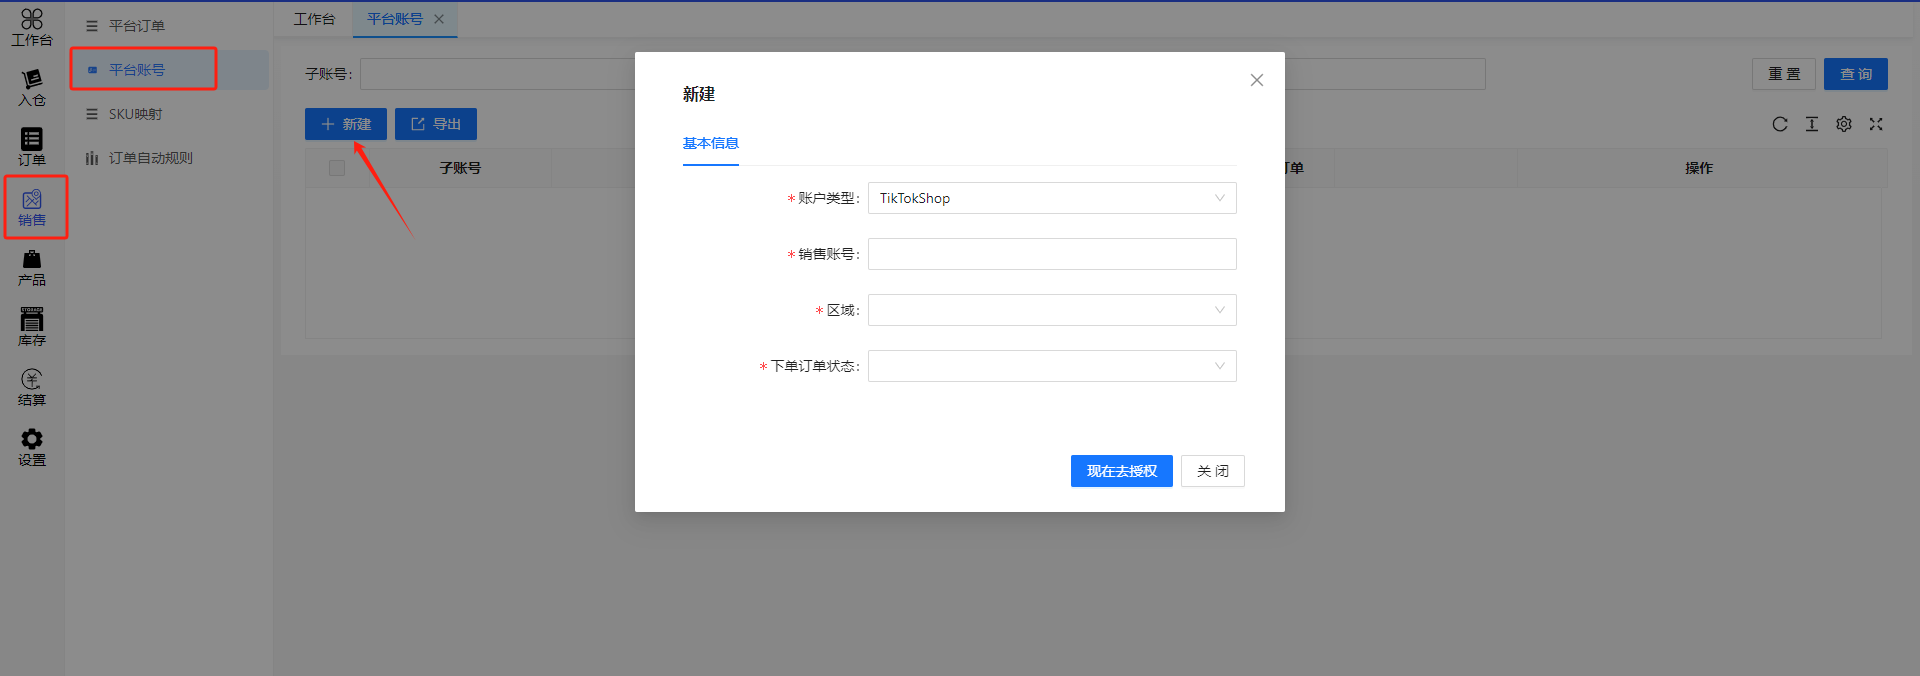 工作台
入仓
订单
销售
产品
库存
结算
设置
平台订单
平台账号
SKU映射
订单自动规则
工作台
平台账号
子账号:
重 置
查 询
新建
导出
子账号
单
操作
新建
基本信息
*账户类型:
TikTokShop
*销售账号:
*区域:
*下单订单状态:
现在去授权
关 闭